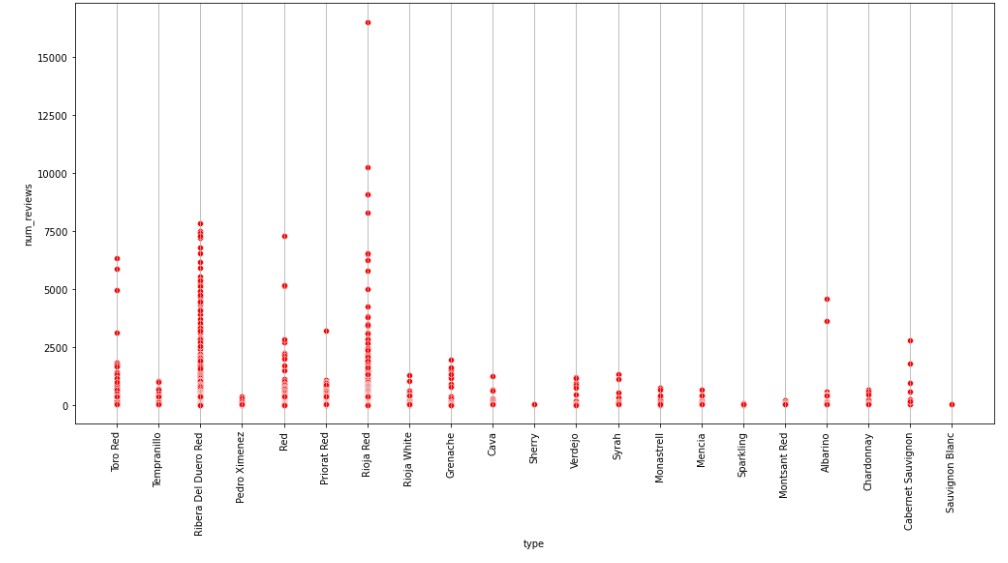 15000
12500
10000
7500
5000
2500
0
num_reviews
Toro Red
Tempranillo
Ribera Del Duero Red
Pedro Ximenez
Red
Priorat Red
Rioja Red
Rioja White
Grenache
Cava
Sherry
Verdejo
Syrah
Monastrell
Mencia
Sparkling
Montsant Red
Albarino
Chardonnay
Cabernet Sauvignon
Sauvignon Blanc
type